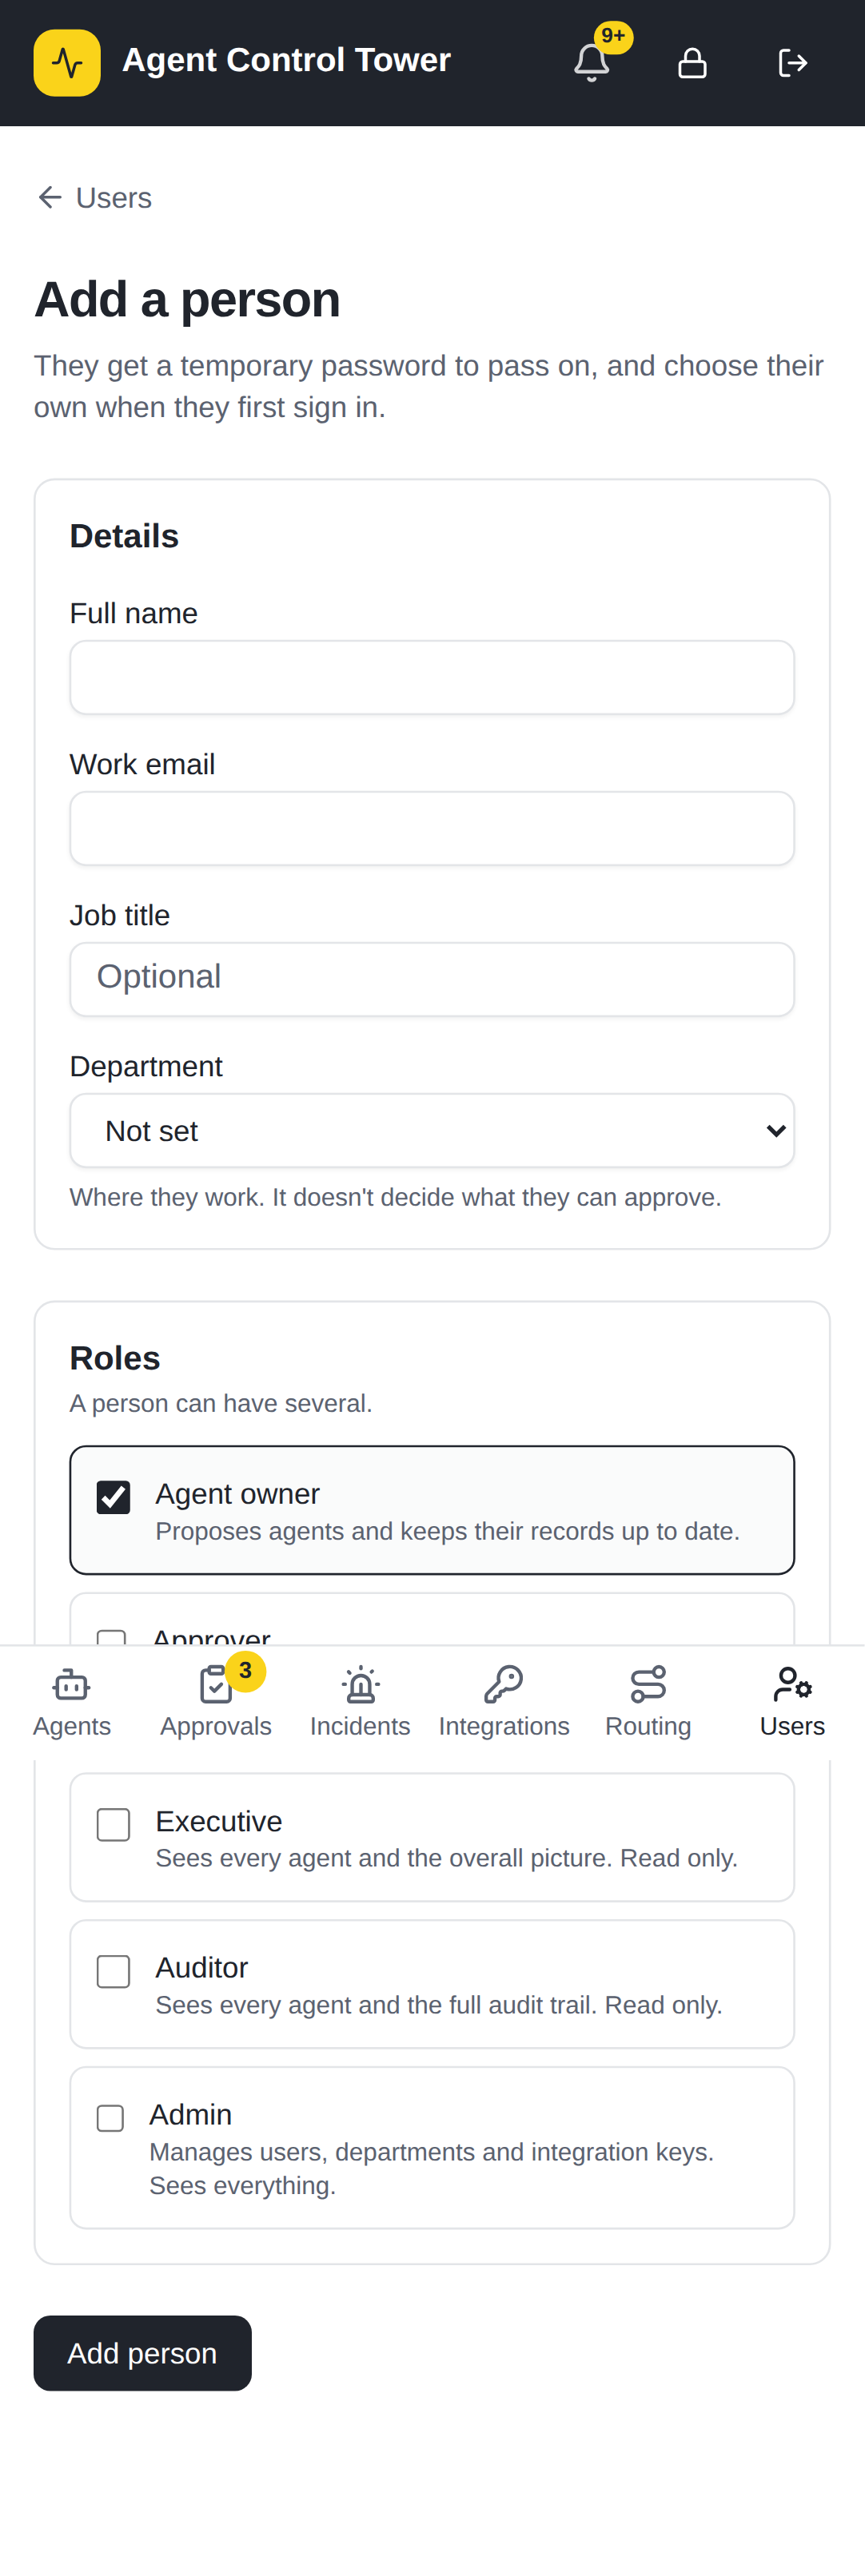 Agent Control Tower
9+
Users
Add a person
They get a temporary password to pass on, and choose their
own when they first sign in.
Details
Full name
Work email
Job title
Optional
Department
Not set
Where they work. It doesn't decide what they can approve.
Roles
A person can have several.
Agent owner
Proposes agents and keeps their records up to date.
Approver
3
Agents
Approvals
Incidents
Integrations
Routing
Users
Executive
Sees every agent and the overall picture. Read only.
Auditor
Sees every agent and the full audit trail. Read only.
Admin
Manages users, departments and integration keys.
Sees everything.
Add person